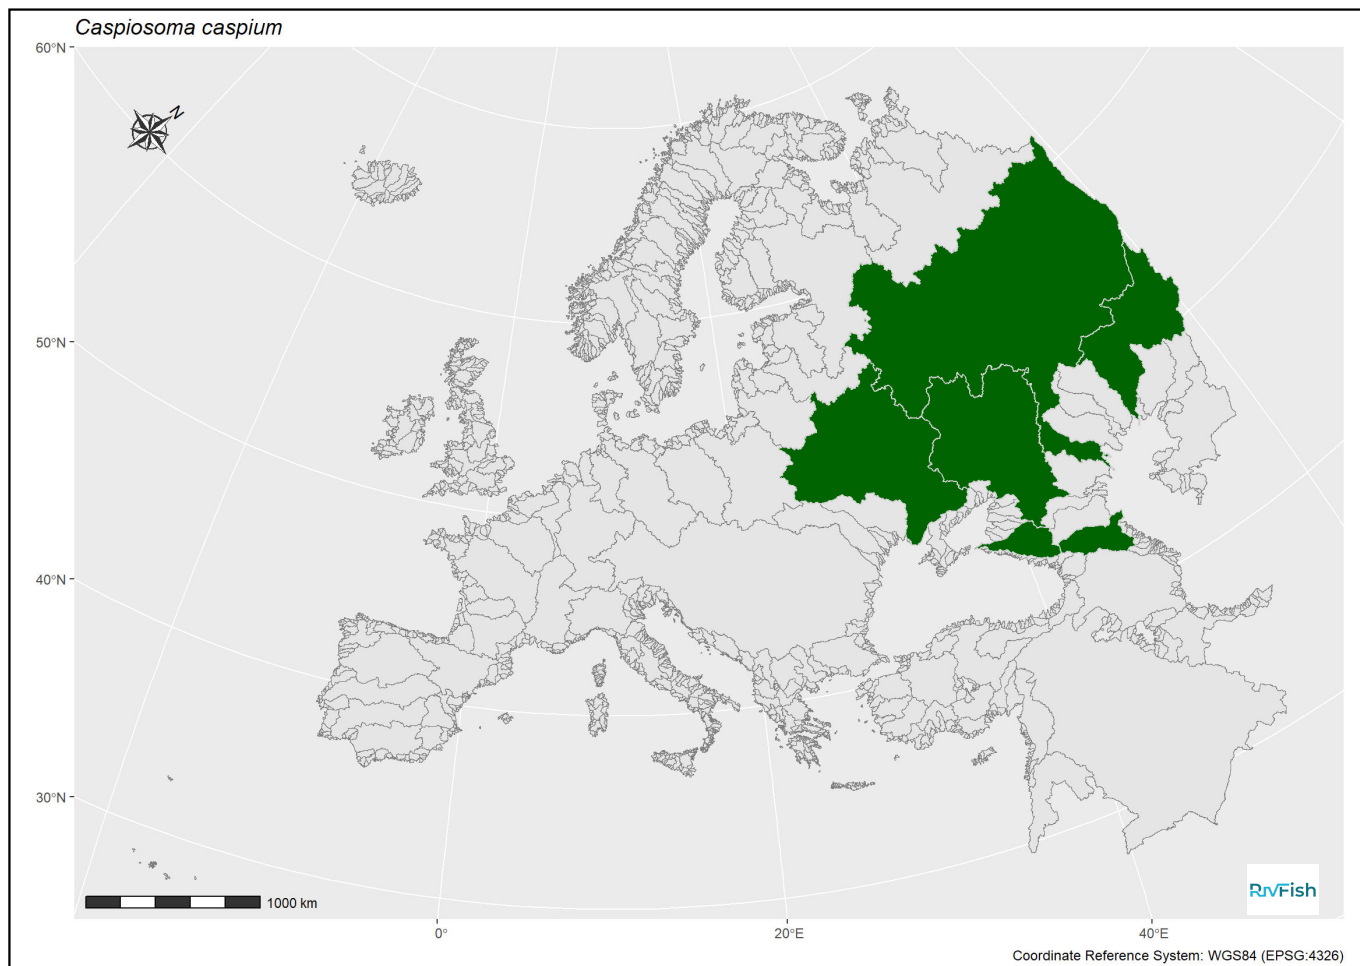 Caspiosoma caspium
60°N
N
50°N
40°N
30°N
1000 km
RIVFish
0°
20°E
40°E
Coordinate Reference System: WGS84 (EPSG:4326)